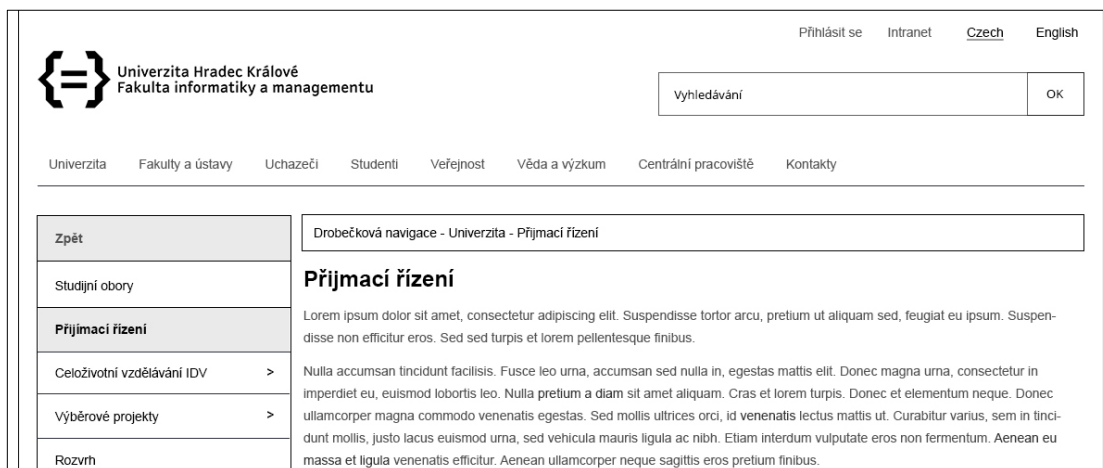 Přihlásit se Intranet Czech English
Univerzita Hradec Králové
Fakulta informatiky a managementu
Vyhledávání OK
Univerzita Fakulty a ústavy Uchazeči Studenti Veřejnost Věda a výzkum Centrální pracoviště Kontakty
Zpět
Studijní obory
Přijímací řízení
Celoživotní vzdělávání IDV >
Výběrové projekty >
Rozvrh
Drobečková navigace - Univerzita - Přijmací řízení
Přijmací řízení
Lorem ipsum dolor sit amet, consectetur adipiscing elit. Suspendisse tortor arcu, pretium ut aliquam sed, feugiat eu ipsum. Suspen-
disse non efficitur eros. Sed sed turpis et lorem pellentesque finibus.
Nulla accumsan tincidunt facilisis. Fusce leo urna, accumsan sed nulla in, egestas mattis elit. Donec magna urna, consectetur in
imperdiet eu, euismod lobortis leo. Nulla pretium a diam sit amet aliquam. Cras et lorem turpis. Donec et elementum neque. Donec
ullamcorper magna commodo venenatis egestas. Sed mollis ultrices orci, id venenatis lectus mattis ut. Curabitur varius, sem in tinci-
dunt mollis, justo lacus euismod urna, sed vehicula mauris ligula ac nibh. Etiam interdum vulputate eros non fermentum. Aenean eu
massa et ligula venenatis efficitur. Aenean ullamcorper neque sagittis eros pretium finibus.